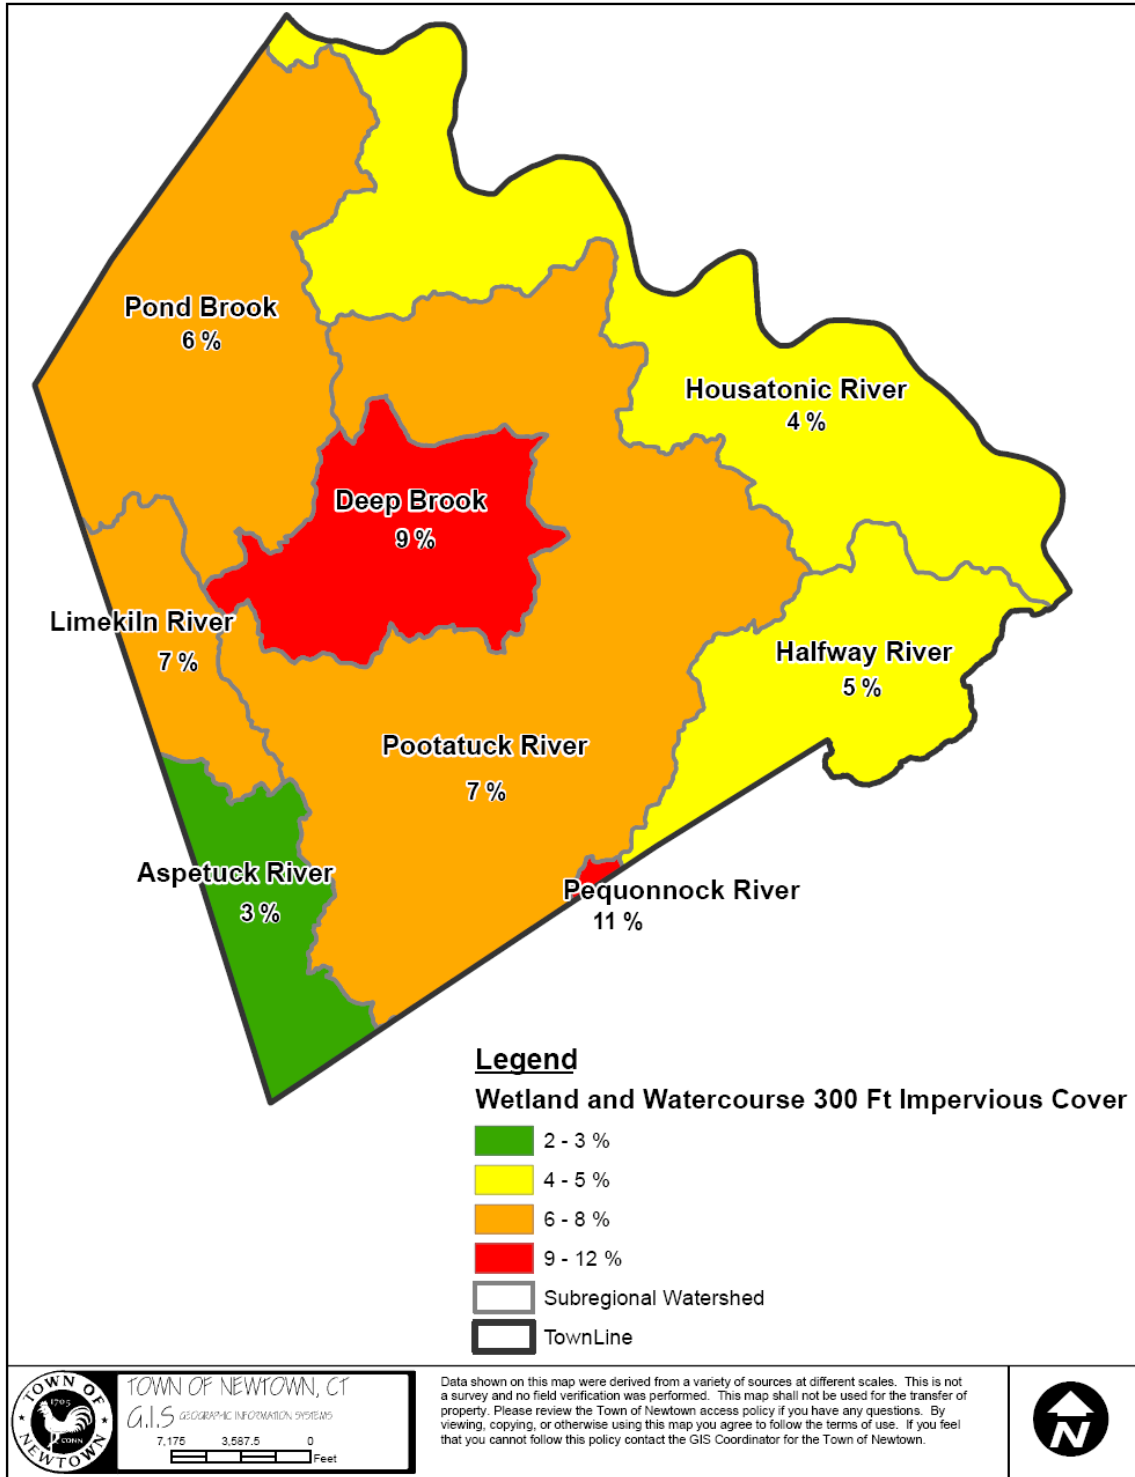 Pond Brook
6 %
Housatonic River
4 %
Deep Brook
9 %
Limekiln River
7 %
Halfway River
5 %
Pootatuck River
7 %
Aspetuck River
3 %
Pequonnock River
11 %
Legend
Wetland and Watercourse 300 Ft Impervious Cover
2 - 3 %
4 - 5 %
6 - 8 %
9 - 12 %
Subregional Watershed
TownLine
TOWN OF NEWTOWN
1705
CONN
TOWN OF NEWTOWN, CT
G.I.S GEOGRAPHIC INFORMATION SYSTEMS
7,175 3,587.5 0
Feet
Data shown on this map were derived from a variety of sources at different scales. This is not
a survey and no field verification was performed. This map shall not be used for the transfer of
property. Please review the Town of Newtown access policy if you have any questions. By
viewing, copying, or otherwise using this map you agree to follow the terms of use. If you feel
that you cannot follow this policy contact the GIS Coordinator for the Town of Newtown.
N